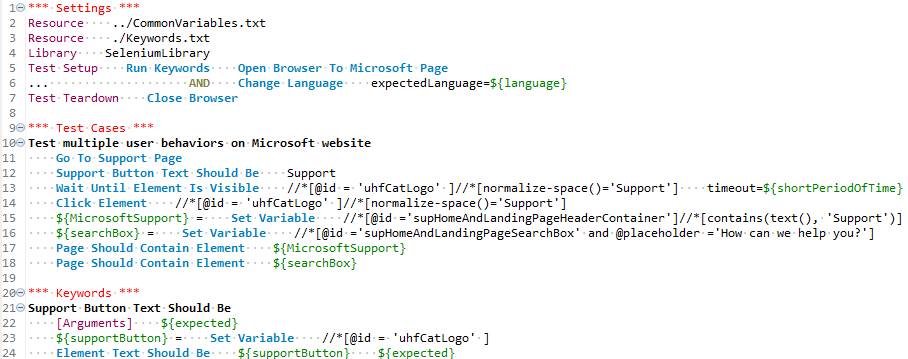 1 *** Settings ***
2 Resource    ../CommonVariables.txt
3 Resource    ./Keywords.txt
4 Library    SeleniumLibrary
5 Test Setup    Run Keywords    Open Browser To Microsoft Page
6 ...                    AND    Change Language    expectedLanguage=${language}
7 Test Teardown    Close Browser
8
9 *** Test Cases ***
10 Test multiple user behaviors on Microsoft website
11     Go To Support Page
12     Support Button Text Should Be    Support
13     Wait Until Element Is Visible    //*[@id = 'uhfCatLogo' ]//*[normalize-space()='Support']    timeout=${shortPeriodOfTime}
14     Click Element    //*[@id = 'uhfCatLogo' ]//*[normalize-space()='Support']
15     ${MicrosoftSupport} =    Set Variable    //*[@id ='supHomeAndLandingPageHeaderContainer']//*[contains(text(), 'Support')]
16     ${searchBox} =    Set Variable    //*[@id ='supHomeAndLandingPageSearchBox' and @placeholder ='How can we help you?']
17     Page Should Contain Element    ${MicrosoftSupport}
18     Page Should Contain Element    ${searchBox}
19
20 *** Keywords ***
21 Support Button Text Should Be
22     [Arguments]    ${expected}
23     ${supportButton} =    Set Variable    //*[@id = 'uhfCatLogo' ]
24     Element Text Should Be    ${supportButton}    ${expected}